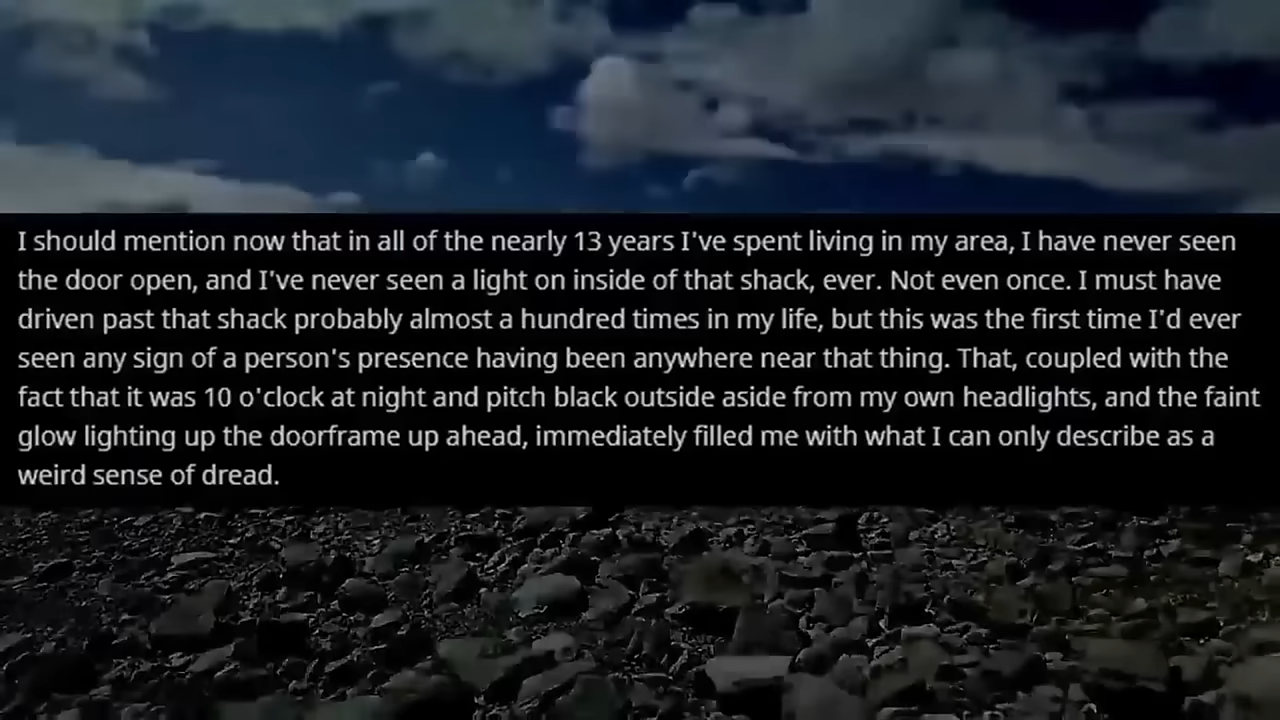 I should mention now that in all of the nearly 13 years I've spent living in my area, I have never seen
the door open, and I've never seen a light on inside of that shack, ever. Not even once. I must have
driven past that shack probably almost a hundred times in my life, but this was the first time I'd ever
seen any sign of a person's presence having been anywhere near that thing. That, coupled with the
fact that it was 10 o'clock at night and pitch black outside aside from my own headlights, and the faint
glow lighting up the doorframe up ahead, immediately filled me with what I can only describe as a
weird sense of dread.